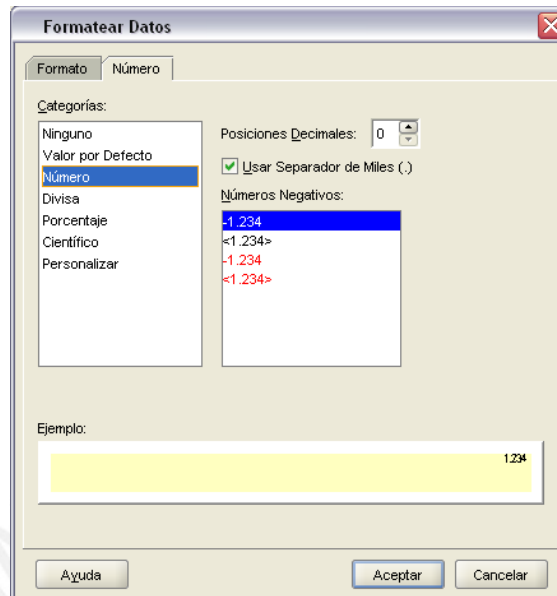 Formatear Datos
Formato Número
Categorías:
Ninguno
Valor por Defecto
Número
Divisa
Porcentaje
Científico
Personalizar
Posiciones Decimales: 0
Usar Separador de Miles (.)
Números Negativos:
-1.234
<1.234>
-1.234
<1.234>
Ejemplo:
1.234
Ayuda Aceptar Cancelar